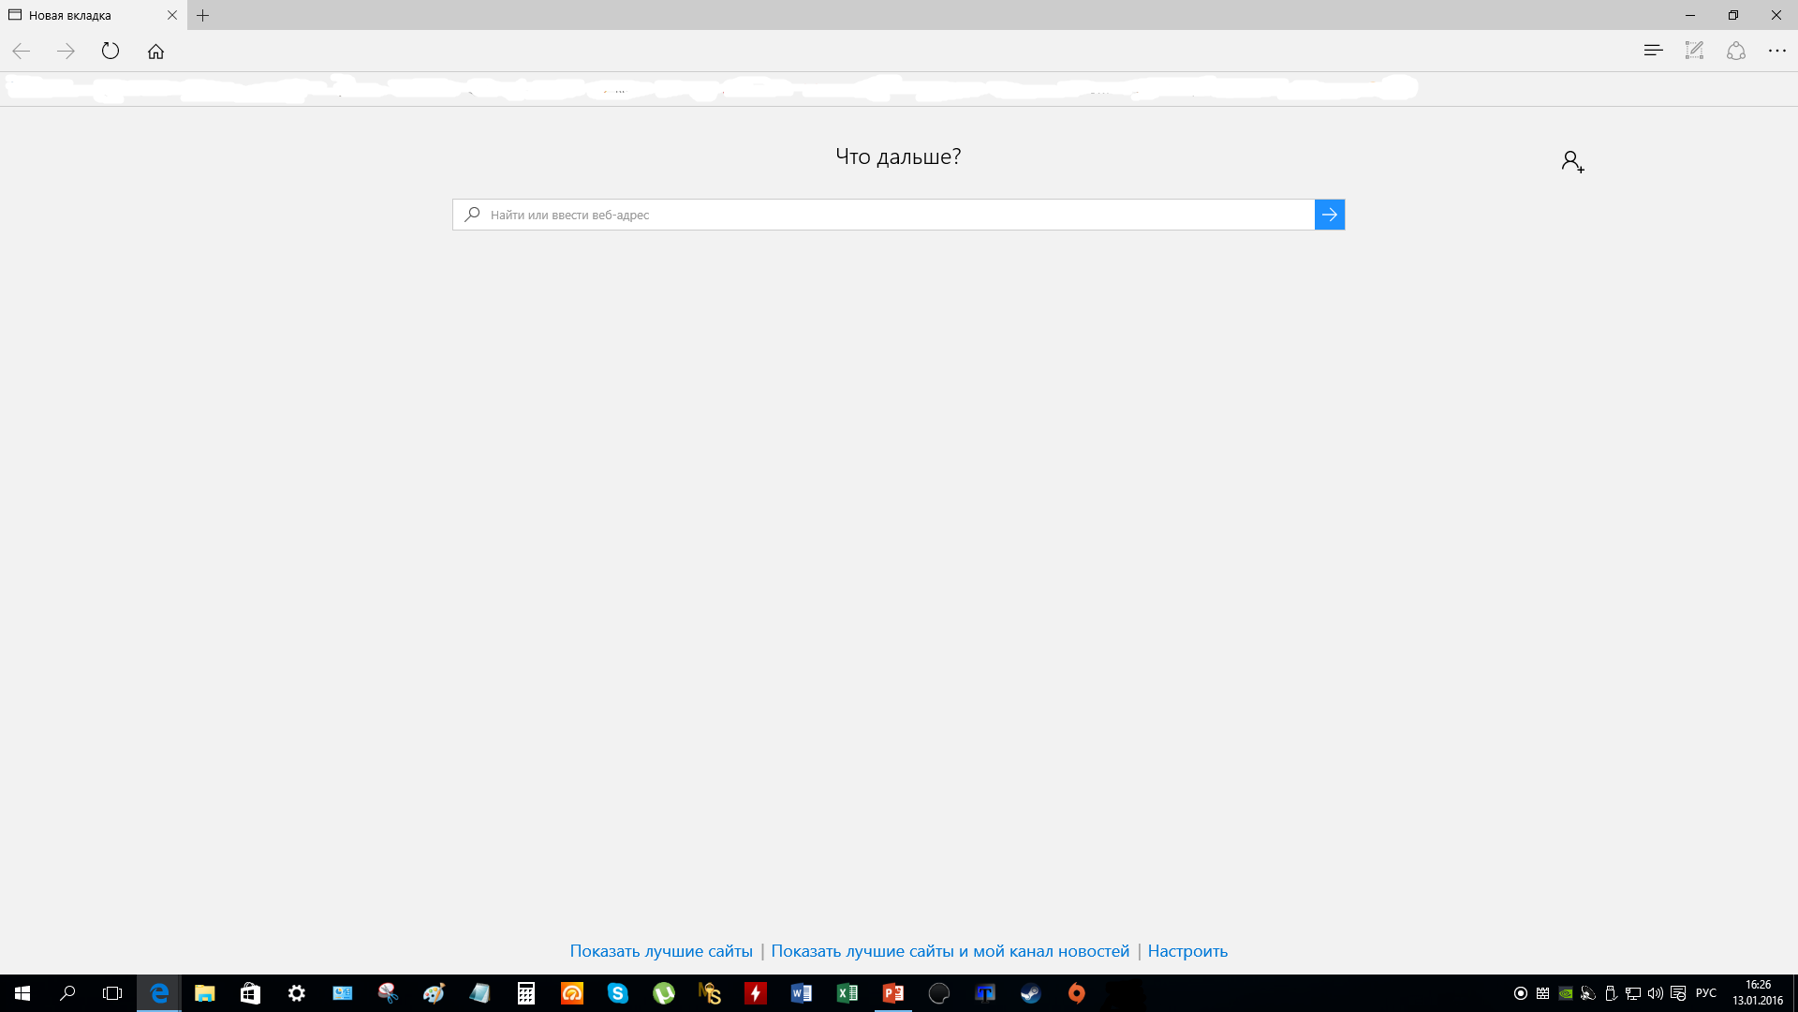 Новая вкладка
Что дальше?
Найти или ввести веб-адрес
Показать лучшие сайты | Показать лучшие сайты и мой канал новостей | Настроить
РУС
16:26
13.01.2016